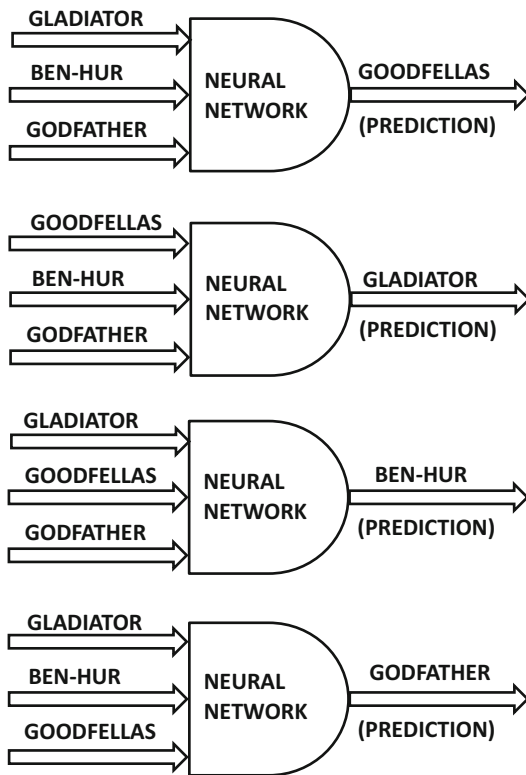 GLADIATOR
BEN-HUR
GODFATHER
NEURAL
NETWORK
GOODFELLAS
(PREDICTION)
GOODFELLAS
BEN-HUR
GODFATHER
NEURAL
NETWORK
GLADIATOR
(PREDICTION)
GLADIATOR
GOODFELLAS
GODFATHER
NEURAL
NETWORK
BEN-HUR
(PREDICTION)
GLADIATOR
BEN-HUR
GOODFELLAS
NEURAL
NETWORK
GODFATHER
(PREDICTION)